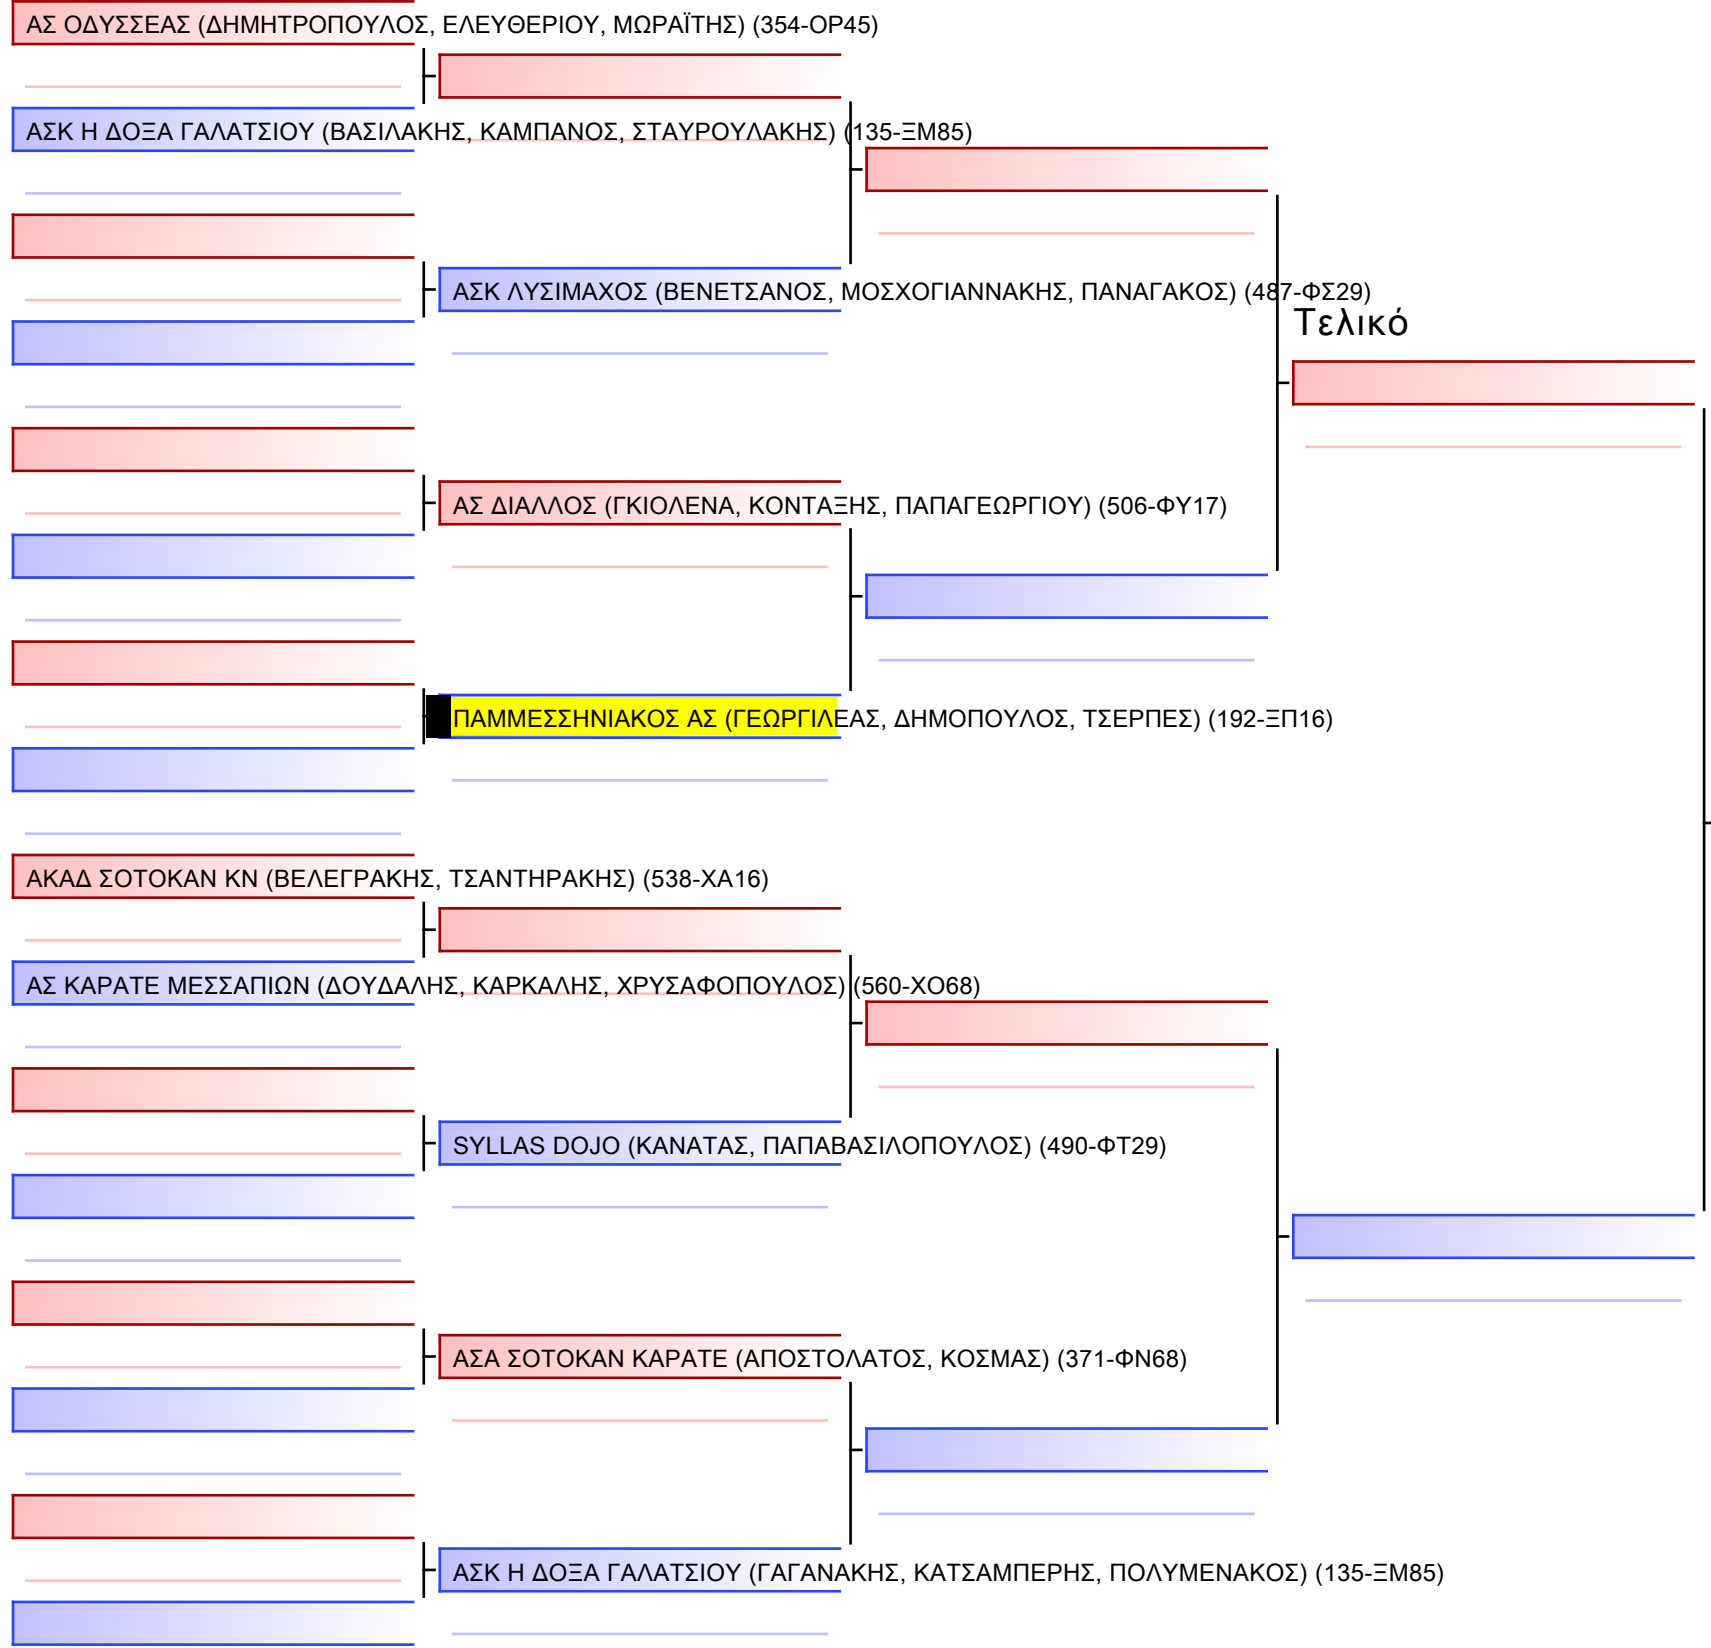 ΑΣ ΟΔΥΣΣΕΑΣ (ΔΗΜΗΤΡΟΠΟΥΛΟΣ, ΕΛΕΥΘΕΡΙΟΥ, ΜΩΡΑΪΤΗΣ) (354-ΟΡ45)
ΑΣΚ Η ΔΟΞΑ ΓΑΛΑΤΣΙΟΥ (ΒΑΣΙΛΑΚΗΣ, ΚΑΜΠΑΝΟΣ, ΣΤΑΥΡΟΥΛΑΚΗΣ) (135-ΞΜ85)
ΑΣΚ ΛΥΣΙΜΑΧΟΣ (ΒΕΝΕΤΣΑΝΟΣ, ΜΟΣΧΟΓΙΑΝΝΑΚΗΣ, ΠΑΝΑΓΑΚΟΣ) (487-ΦΣ29)
Τελικό
ΑΣ ΔΙΑΛΛΟΣ (ΓΚΙΟΛΕΝΑ, ΚΟΝΤΑΞΗΣ, ΠΑΠΑΓΕΩΡΓΙΟΥ) (506-ΦΥ17)
ΠΑΜΜΕΣΣΗΝΙΑΚΟΣ ΑΣ (ΓΕΩΡΓΙΛΕΑΣ, ΔΗΜΟΠΟΥΛΟΣ, ΤΣΕΡΠΕΣ) (192-ΞΠ16)
ΑΚΑΔ ΣΟΤΟΚΑΝ ΚΝ (ΒΕΛΕΓΡΑΚΗΣ, ΤΣΑΝΤΗΡΑΚΗΣ) (538-ΧΑ16)
ΑΣ ΚΑΡΑΤΕ ΜΕΣΣΑΠΙΩΝ (ΔΟΥΔΑΛΗΣ, ΚΑΡΚΑΛΗΣ, ΧΡΥΣΑΦΟΠΟΥΛΟΣ) (560-ΧΟ68)
SYLLAS DOJO (ΚΑΝΑΤΑΣ, ΠΑΠΑΒΑΣΙΛΟΠΟΥΛΟΣ) (490-ΦΤ29)
ΑΣΑ ΣΟΤΟΚΑΝ ΚΑΡΑΤΕ (ΑΠΟΣΤΟΛΑΤΟΣ, ΚΟΣΜΑΣ) (371-ΦΝ68)
ΑΣΚ Η ΔΟΞΑ ΓΑΛΑΤΣΙΟΥ (ΓΑΓΑΝΑΚΗΣ, ΚΑΤΣΑΜΠΕΡΗΣ, ΠΟΛΥΜΕΝΑΚΟΣ) (135-ΞΜ85)